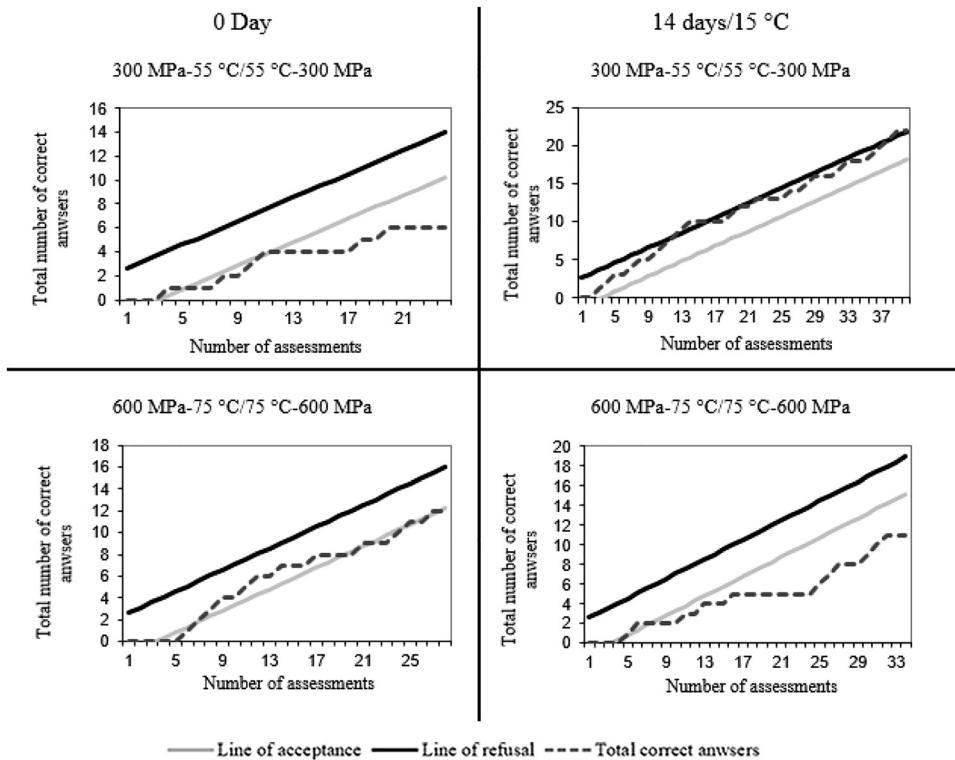 0 Day
14 days/15 °C
300 MPa-55 °C/55 °C-300 MPa
Total number of correct
anwsers
16
14
12
10
8
6
4
2
0
1 5 9 13 17 21
Number of assessments
300 MPa-55 °C/55 °C-300 MPa
Total number of correct
anwsers
25
20
15
10
5
0
1 5 9 13 17 21 25 29 33 37
Number of assessments
600 MPa-75 °C/75 °C-600 MPa
Total number of correct
anwsers
18
16
14
12
10
8
6
4
2
0
1 5 9 13 17 21 25
Number of assessments
600 MPa-75 °C/75 °C-600 MPa
Total number of correct
anwsers
20
18
16
14
12
10
8
6
4
2
0
1 5 9 13 17 21 25 29 33
Number of assessments
Line of acceptance Line of refusal Total correct anwsers